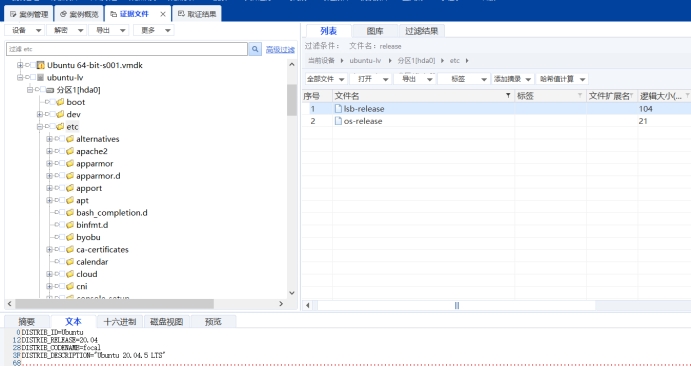 案件管理 案例概览 证据文件 取证结果
设备 解密 导出 更多
过滤 etc 高级过滤
Ubuntu 64-bit-s001.vmdk
ubuntu-lv
分区1[hda0]
boot
dev
etc
alternatives
apache2
apparmor
apparmor.d
apport
apt
bash_completion.d
binfmt.d
byobu
ca-certificates
calendar
cloud
cni
console-setup
列表 图库 过滤结果
过滤条件: 文件名: release
当前设备 ubuntu-lv 分区1[hda0] etc
全部文件 打开 导出 标签 添加摘录 哈希值计算
序号 文件名 标签 文件扩展名 逻辑大小(...
1 lsb-release 104
2 os-release 21
摘要 文本 十六进制 磁盘视图 预览
0 DISTRIB_ID=Ubuntu
12 DISTRIB_RELEASE=20.04
28 DISTRIB_CODENAME=focal
3F DISTRIB_DESCRIPTION="Ubuntu 20.04.5 LTS"
68